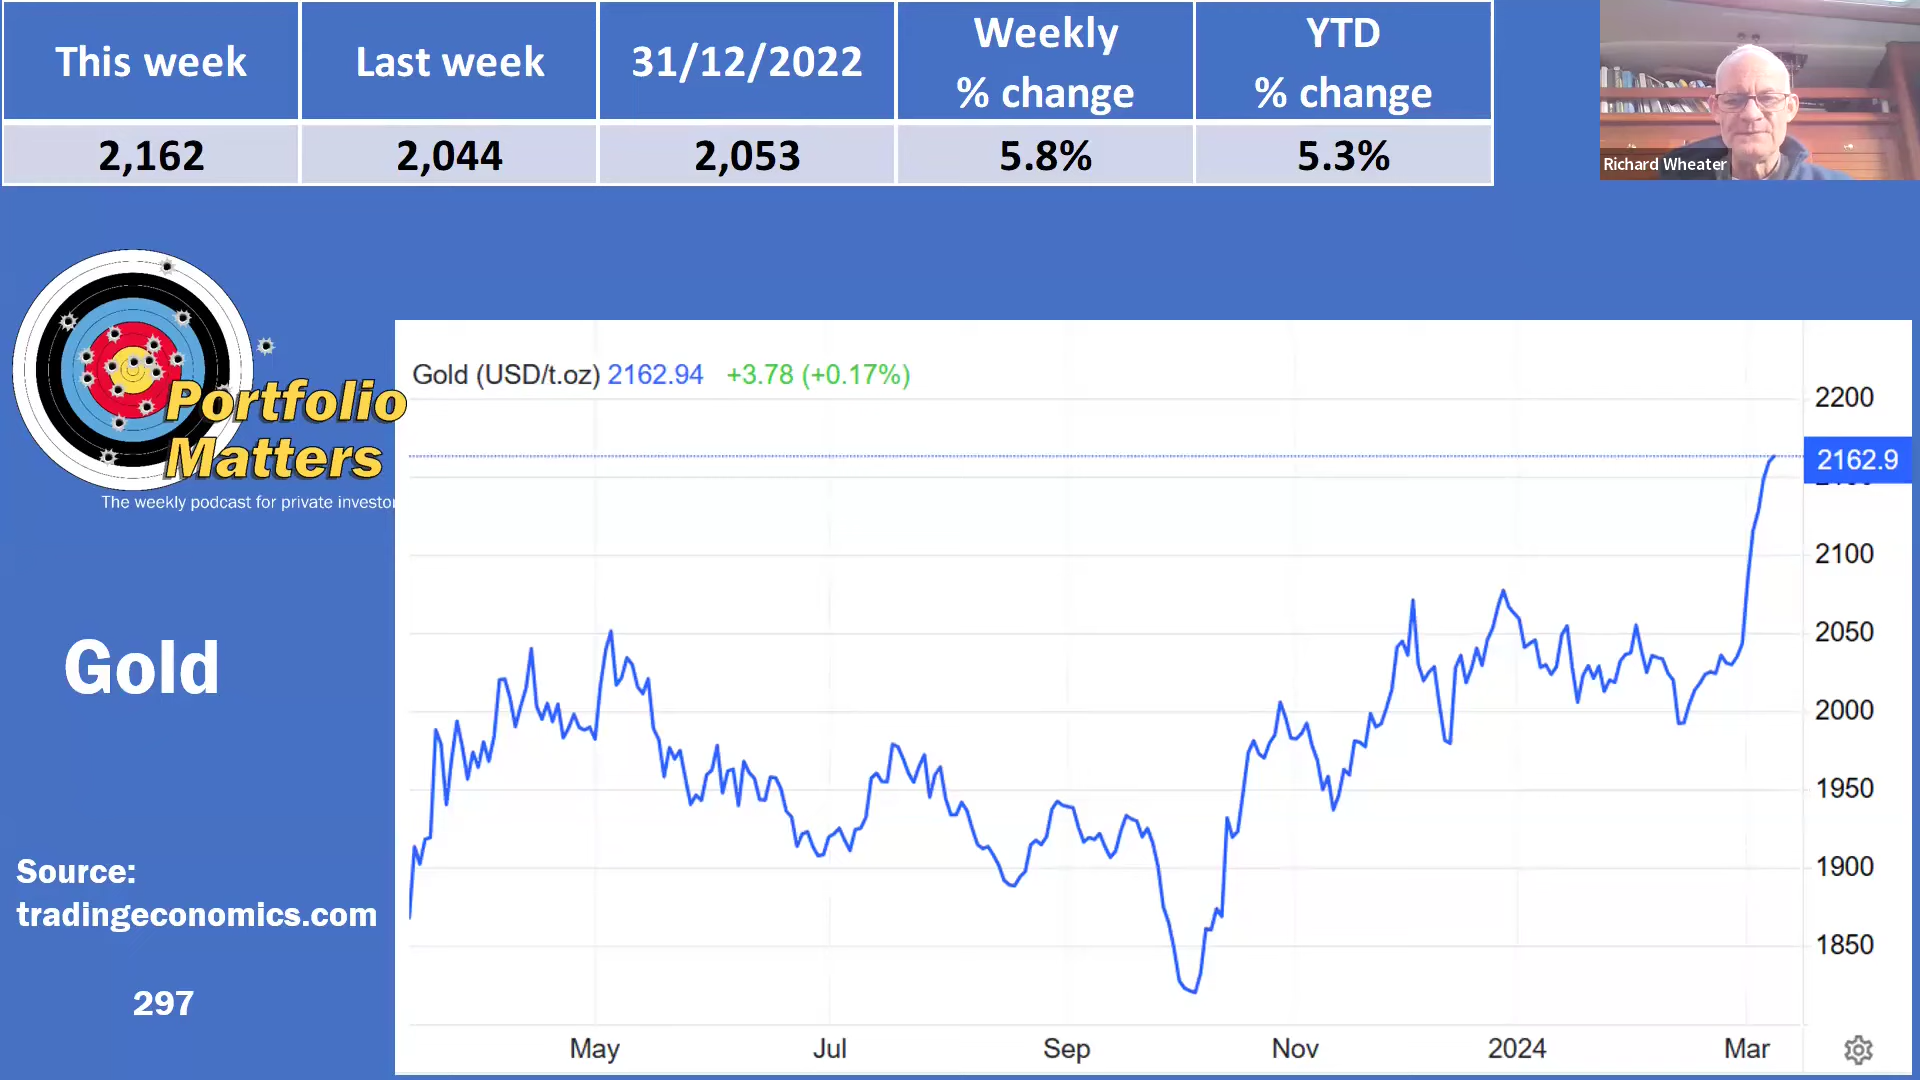 This week
Last week
31/12/2022
Weekly
% change
YTD
% change
2,162
2,044
2,053
5.8%
5.3%
Richard Wheater
Portfolio
Matters
The weekly podcast for private investor
Gold
Source:
tradingeconomics.com
297
Gold (USD/t.oz) 2162.94 +3.78 (+0.17%)
2200
2162.9
2100
2050
2000
1950
1900
1850
May
Jul
Sep
Nov
2024
Mar